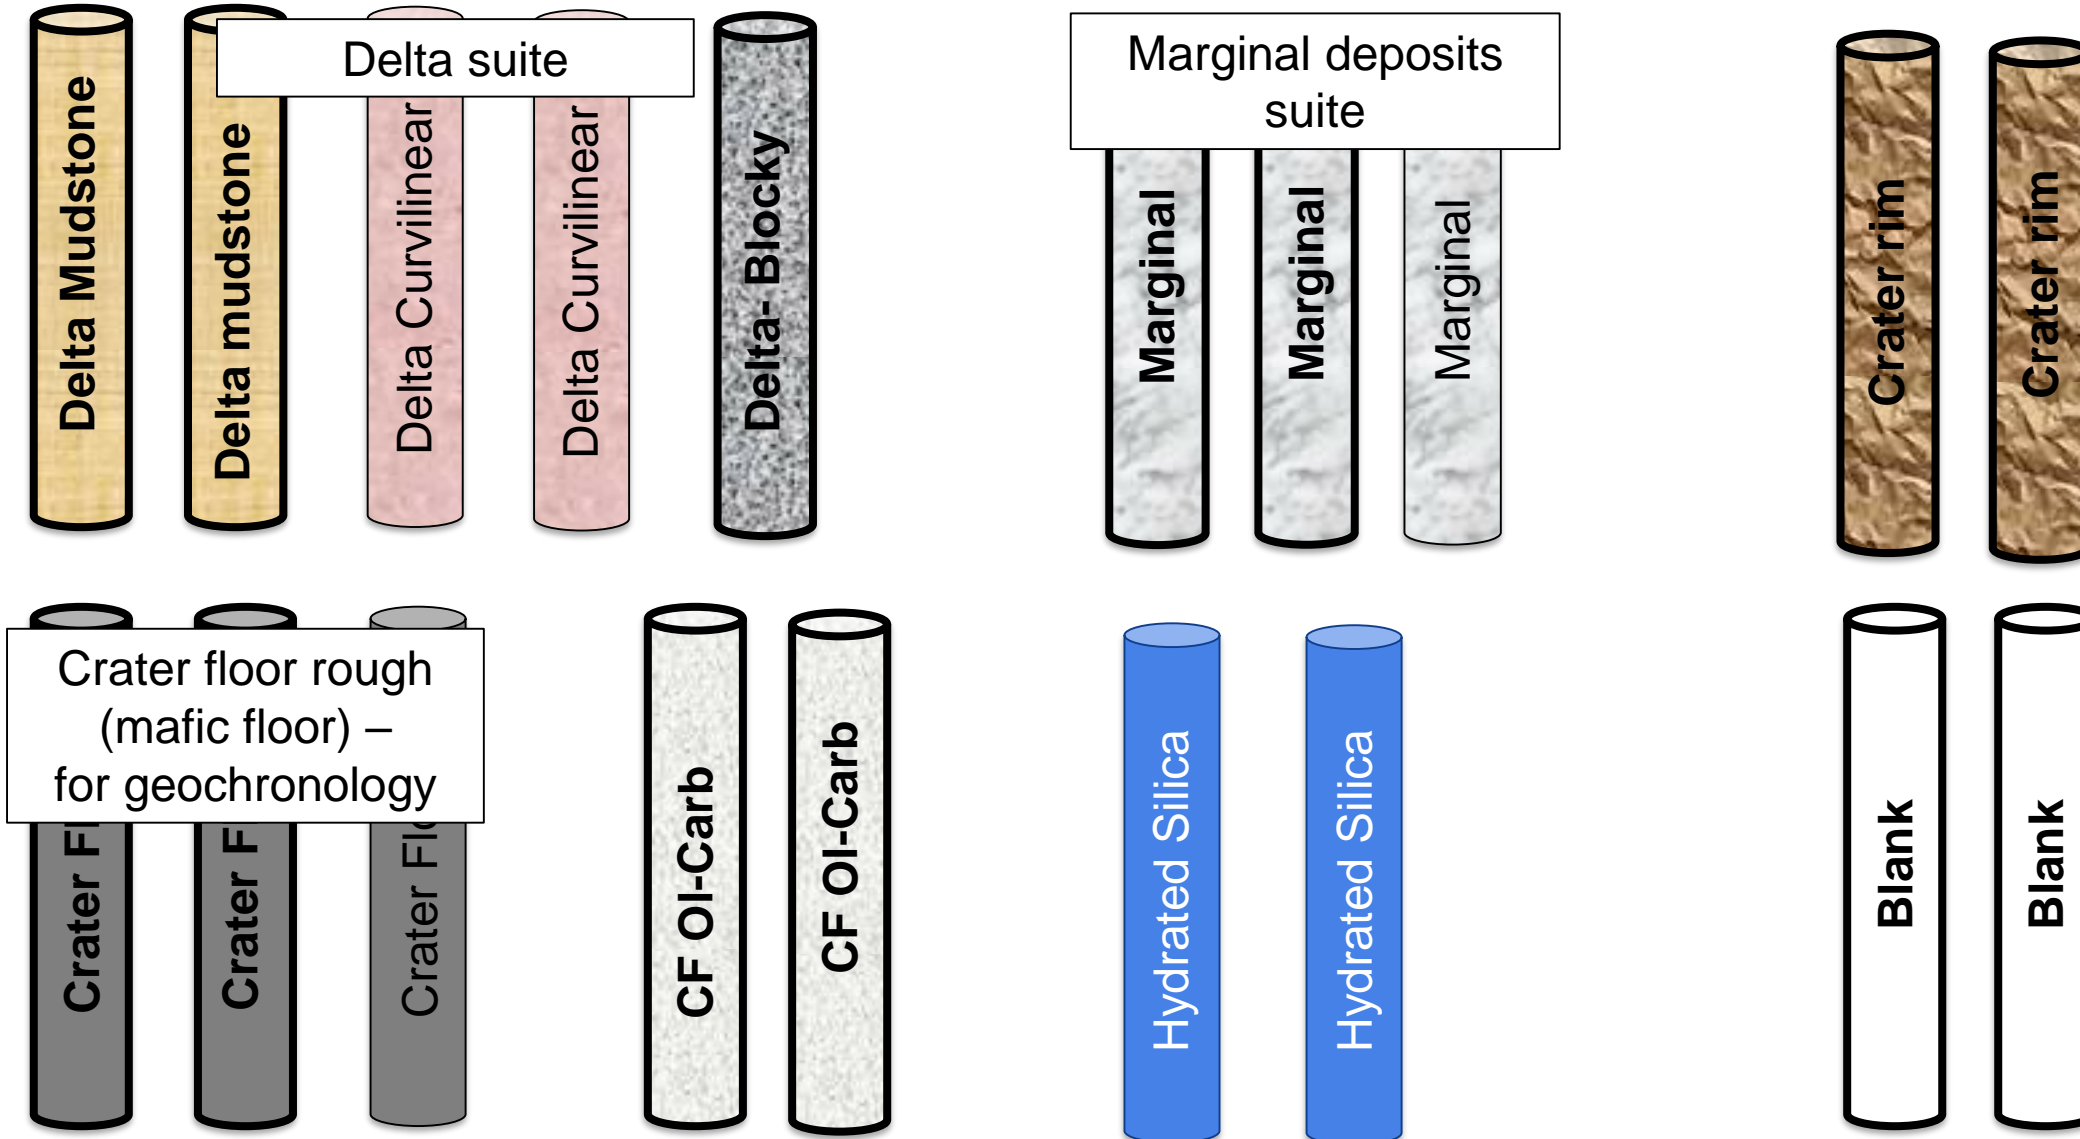 Delta suite
Delta Mudstone
Delta mudstone
Delta Curvilinear
Delta Curvilinear
Delta- Blocky
Marginal deposits
suite
Marginal
Marginal
Marginal
Crater rim
Crater rim
Crater floor rough
(mafic floor) –
for geochronology
Crater Fl
Crater F
Crater Flo
CF Ol-Carb
CF Ol-Carb
Hydrated Silica
Hydrated Silica
Blank
Blank